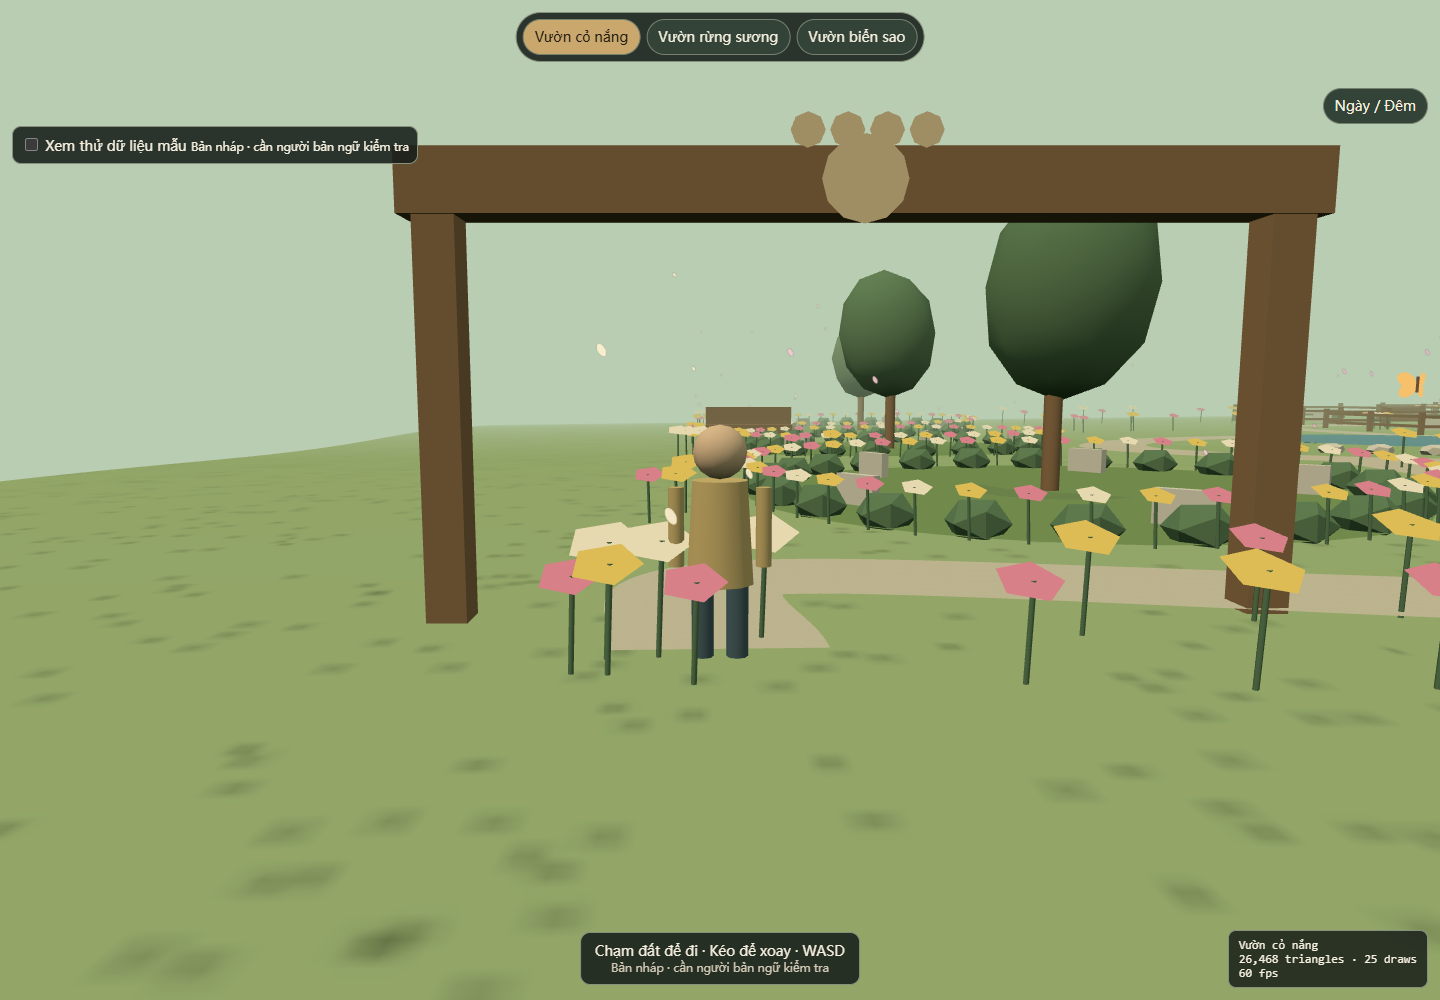 Vườn cỏ nắng
Vườn rừng sương
Vườn biển sao
Ngày / Đêm
Xem thử dữ liệu mẫu Bản nháp · cần người bản ngữ kiểm tra
Chạm đất để đi · Kéo để xoay · WASD
Bản nháp · cần người bản ngữ kiểm tra
Vườn cỏ nắng
26,468 triangles · 25 draws
60 fps